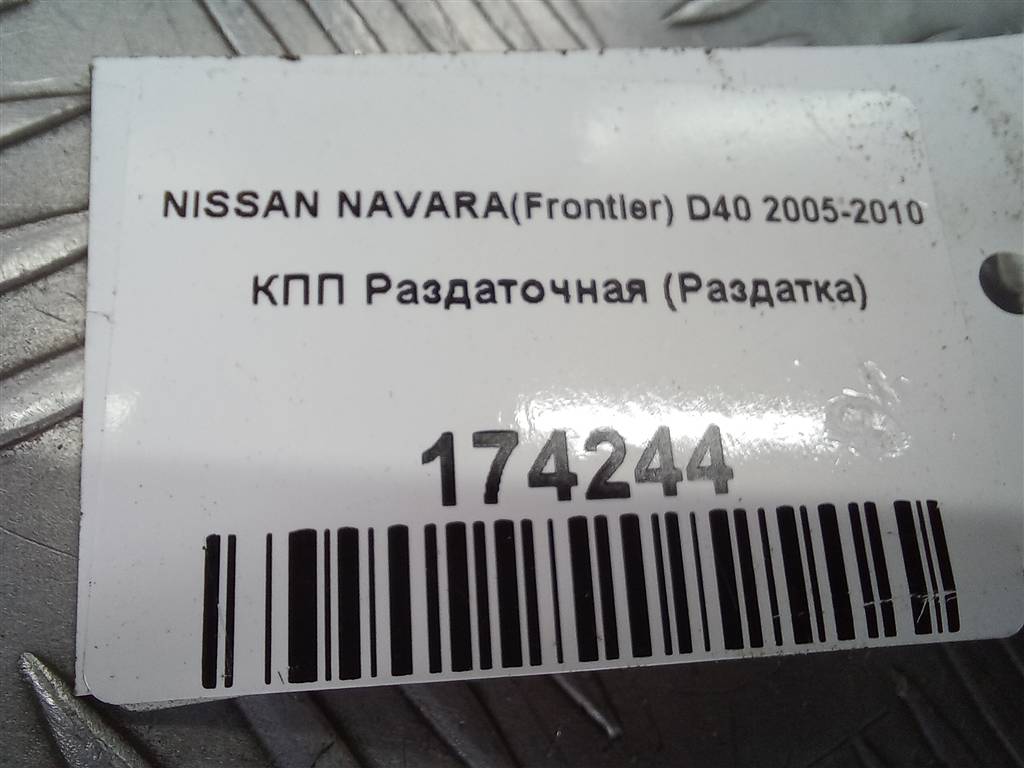 NISSAN NAVARA(Frontier) D40 2005-2010
КПП Раздаточная (Раздатка)
174244